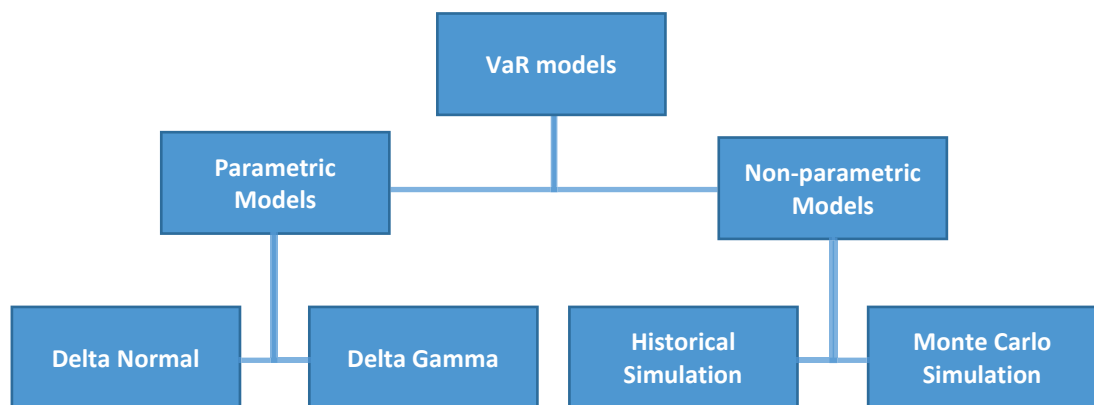 VaR models
Parametric
Models
Non-parametric
Models
Delta Normal
Delta Gamma
Historical
Simulation
Monte Carlo
Simulation